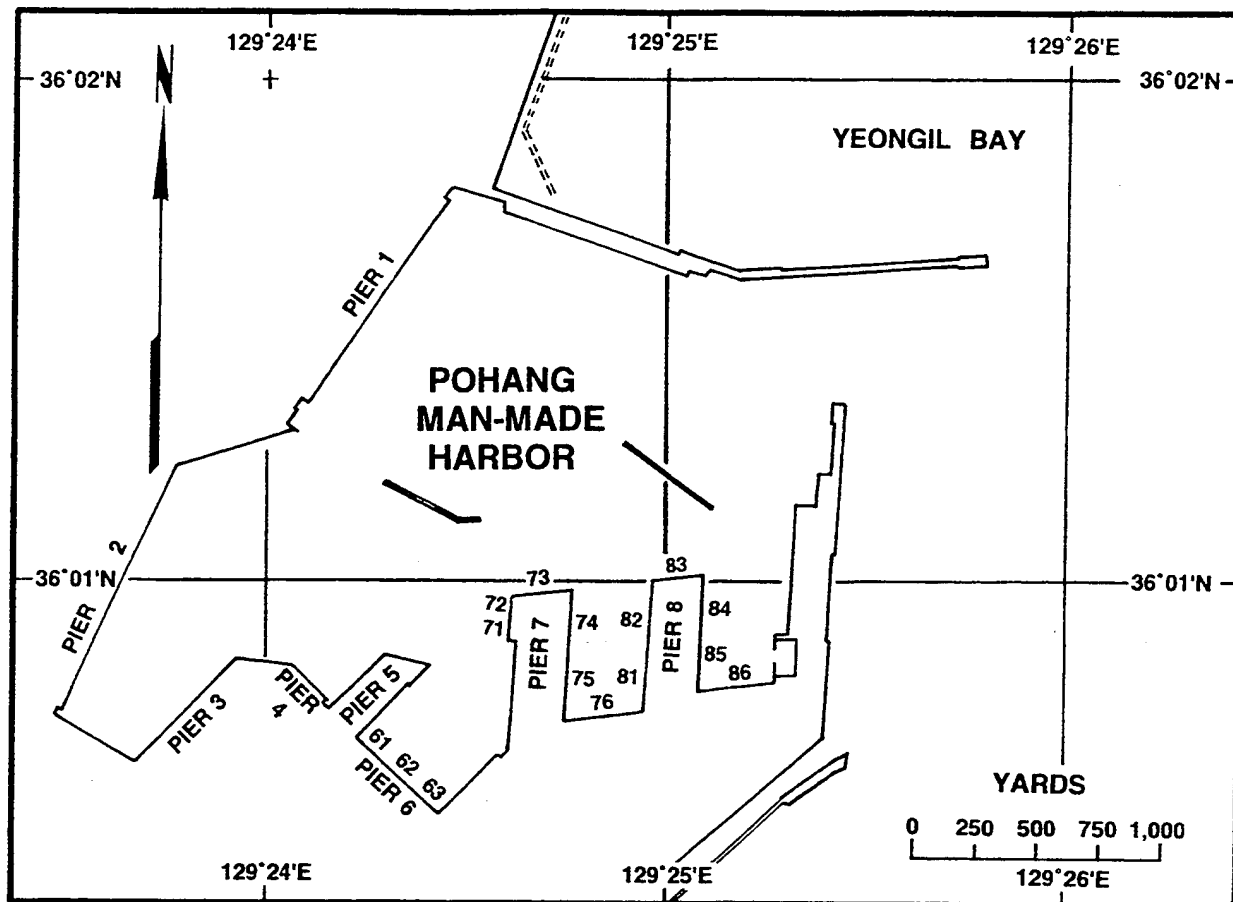 129°24'E
129°25'E
129°26'E
36°02'N
36°02'N
N
YEONGIL BAY
PIER 1
POHANG
MAN-MADE
HARBOR
PIER 2
36°01'N
36°01'N
73
83
72
71
PIER 7
74
82
PIER 8
84
75
81
85
86
76
PIER 3
PIER 4
PIER 5
61
62
63
PIER 6
YARDS
0 250 500 750 1,000
129°24'E
129°25'E
129°26'E